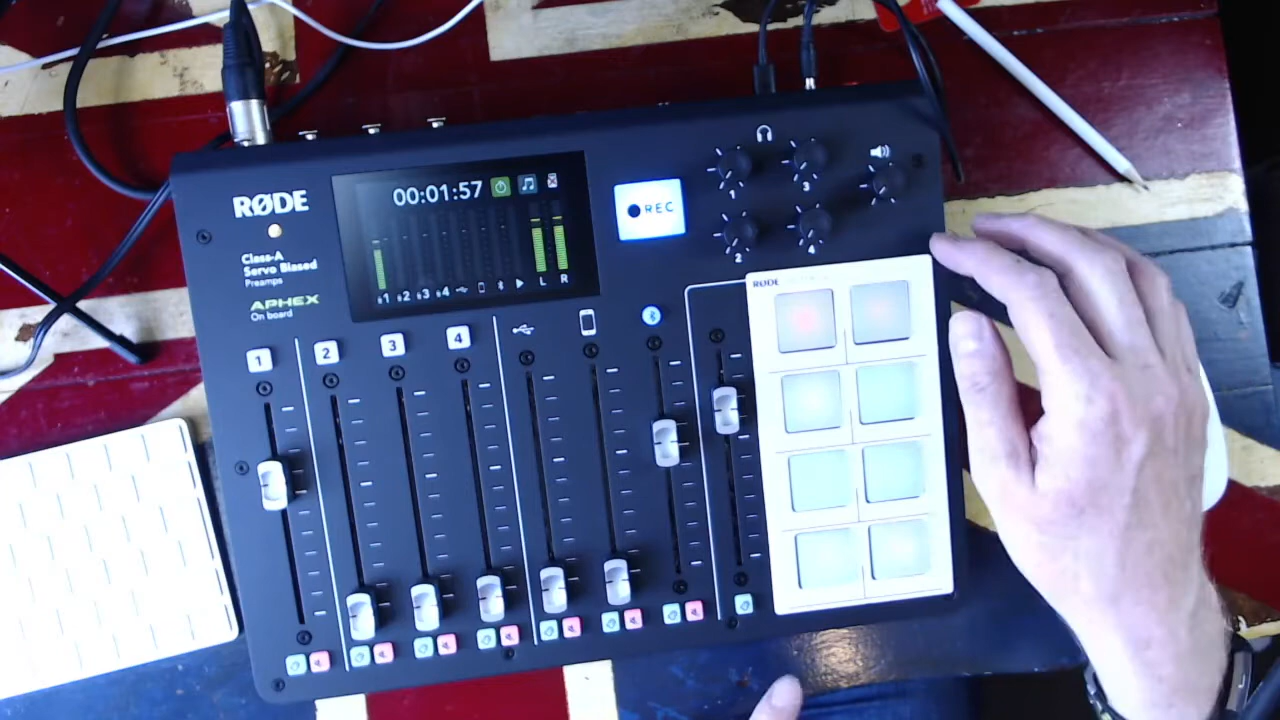 RØDE
Class-A
Servo Biased
Preamps
APHEX
On board
00:01:57
1 2 3 4
L R
REC
1
3
2
4
RØDE
1
2
3
4